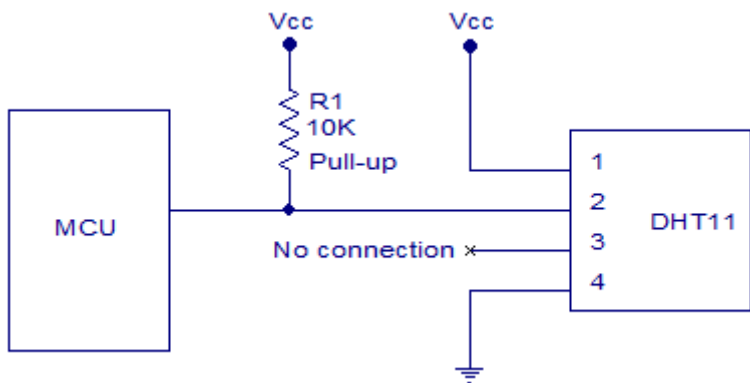 Vcc
Vcc
R1
10K
Pull-up
MCU
No connection
1
2
3
4
DHT11